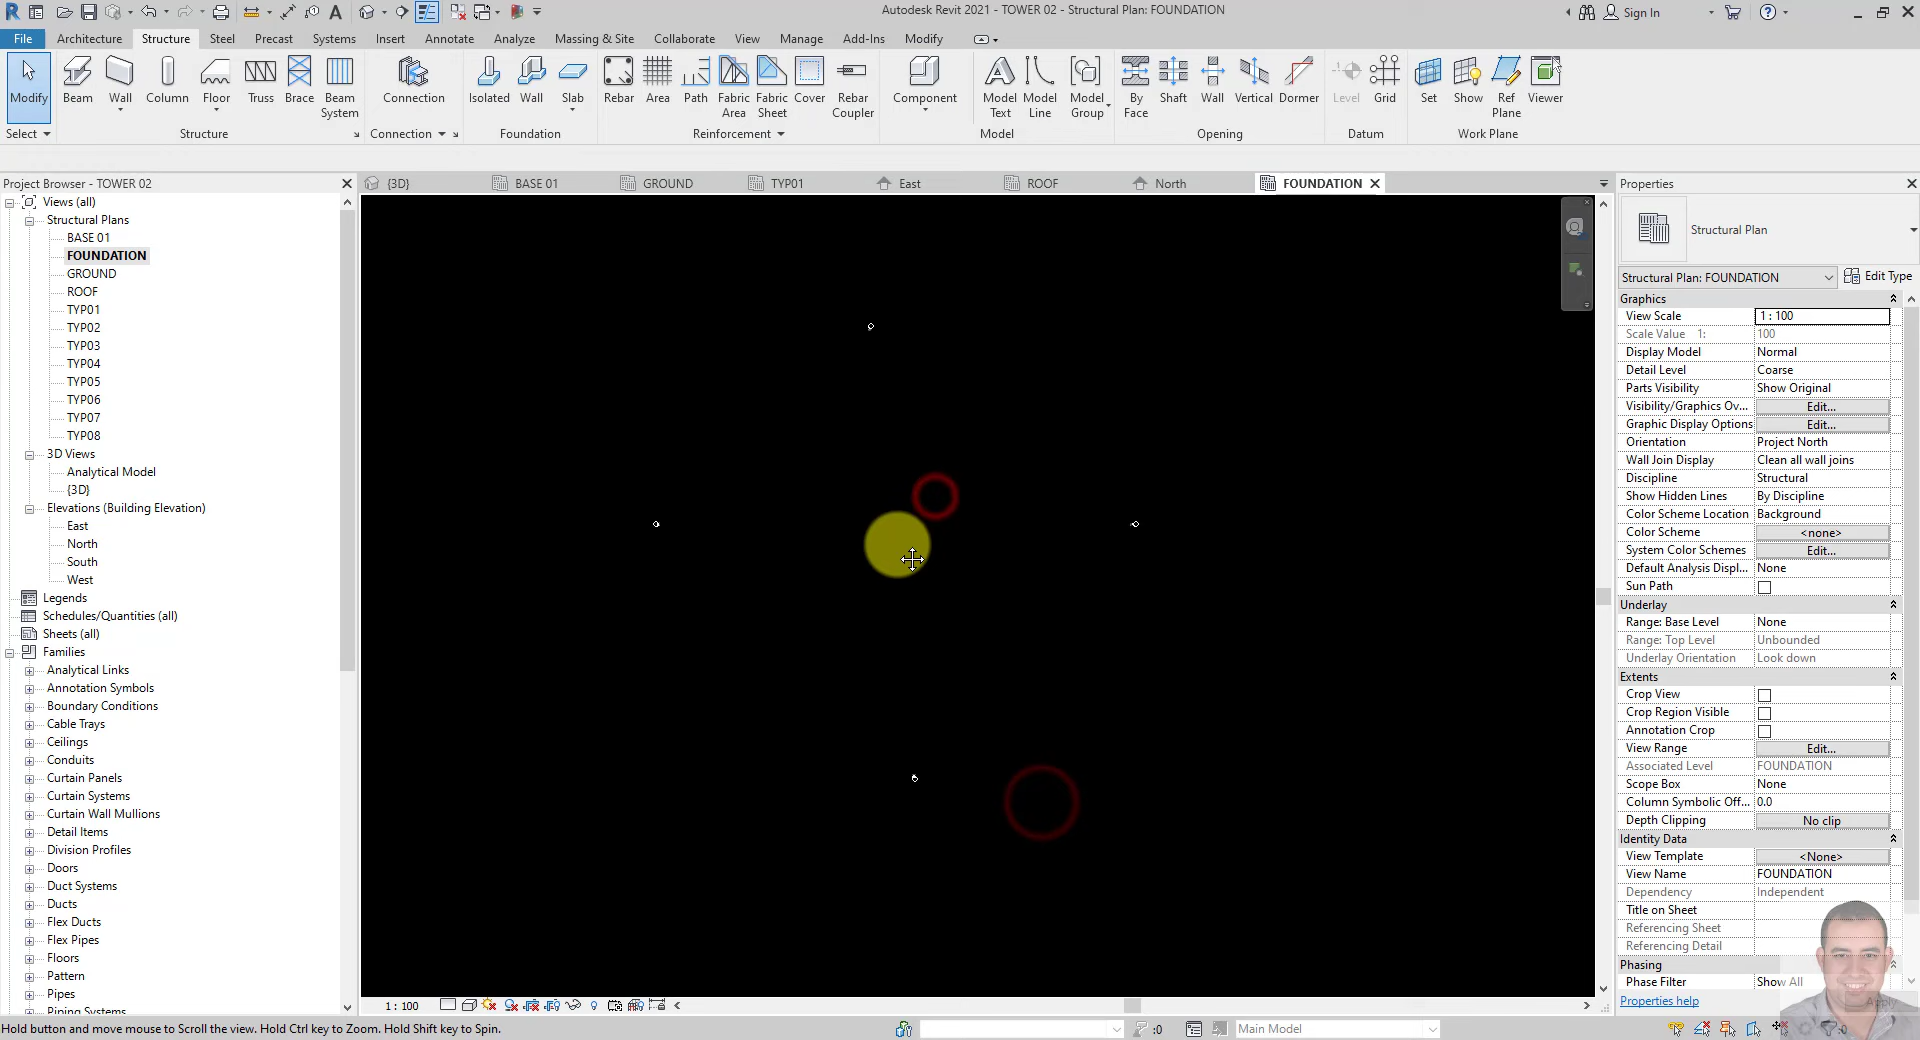 Autodesk Revit 2021 - TOWER 02 - Structural Plan: FOUNDATION
Sign In
File Architecture Structure Steel Precast Systems Insert Annotate Analyze Massing & Site Collaborate View Manage Add-Ins Modify
Modify Beam Wall Column Floor Truss Brace Beam System Connection Isolated Wall Slab Rebar Area Path Fabric Area Fabric Sheet Cover Rebar Coupler Component Model Text Model Line Model Group By Face Shaft Wall Vertical Dormer Level Grid Set Show Ref Plane Viewer
Select Structure Connection Foundation Reinforcement Model Opening Datum Work Plane
Project Browser - TOWER 02
Views (all)
Structural Plans
BASE 01
FOUNDATION
GROUND
ROOF
TYP01
TYP02
TYP03
TYP04
TYP05
TYP06
TYP07
TYP08
3D Views
Analytical Model
{3D}
Elevations (Building Elevation)
East
North
South
West
Legends
Schedules/Quantities (all)
Sheets (all)
Families
Analytical Links
Annotation Symbols
Boundary Conditions
Cable Trays
Ceilings
Conduits
Curtain Panels
Curtain Systems
Curtain Wall Mullions
Detail Items
Division Profiles
Doors
Duct Systems
Ducts
Flex Ducts
Flex Pipes
Floors
Pattern
Pipes
Piping Systems
{3D} BASE 01 GROUND TYP01 East ROOF North FOUNDATION
Properties
Structural Plan
Structural Plan: FOUNDATION Edit Type
Graphics
View Scale 1 : 100
Scale Value 1: 100
Display Model Normal
Detail Level Coarse
Parts Visibility Show Original
Visibility/Graphics Ov... Edit...
Graphic Display Options Edit...
Orientation Project North
Wall Join Display Clean all wall joins
Discipline Structural
Show Hidden Lines By Discipline
Color Scheme Location Background
Color Scheme <none>
System Color Schemes Edit...
Default Analysis Displ... None
Sun Path
Underlay
Range: Base Level None
Range: Top Level Unbounded
Underlay Orientation Look down
Extents
Crop View
Crop Region Visible
Annotation Crop
View Range Edit...
Associated Level FOUNDATION
Scope Box None
Column Symbolic Off... 0.0
Depth Clipping No clip
Identity Data
View Template <None>
View Name FOUNDATION
Dependency Independent
Title on Sheet
Referencing Sheet
Referencing Detail
Phasing
Phase Filter Show All
Properties help Apply
1 : 100
Hold button and move mouse to Scroll the view. Hold Ctrl key to Zoom. Hold Shift key to Spin.
:0 Main Model :0